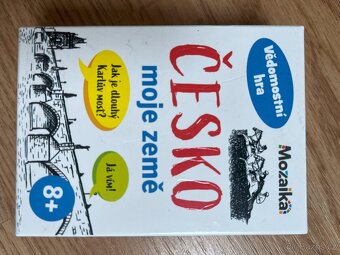 Vědomostní
hra
Mozaika
ČESKO
moje země
Jak je dlouhý
Karlův most?
Já vím!
8+